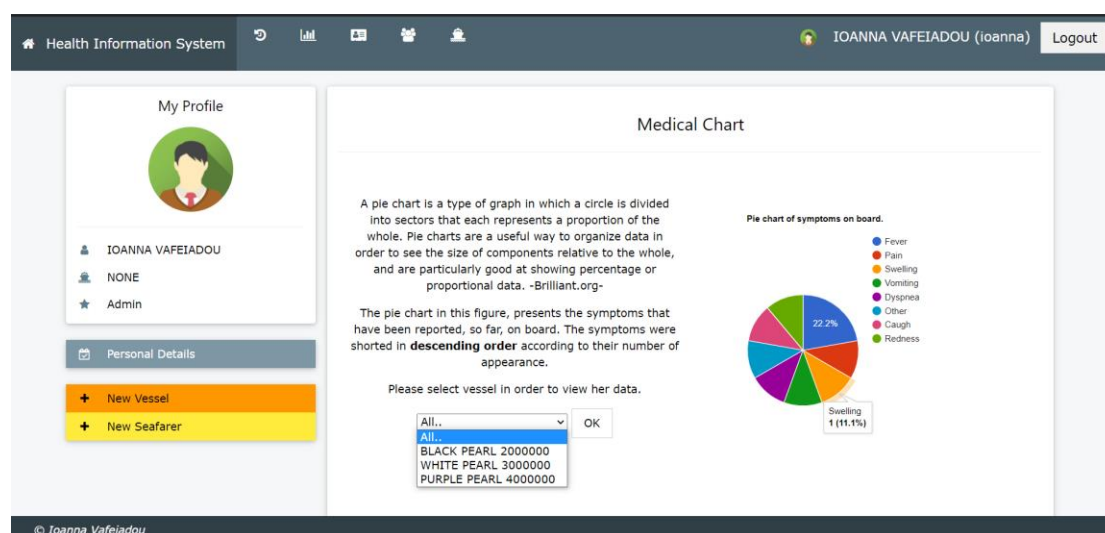 Health Information System
IOANNA VAFEIADOU (ioanna)
Logout
My Profile
IOANNA VAFEIADOU
NONE
Admin
Personal Details
New Vessel
New Seafarer
Medical Chart
A pie chart is a type of graph in which a circle is divided
into sectors that each represents a proportion of the
whole. Pie charts are a useful way to organize data in
order to see the size of components relative to the whole,
and are particularly good at showing percentage or
proportional data. -Brilliant.org-
The pie chart in this figure, presents the symptoms that
have been reported, so far, on board. The symptoms were
shorted in descending order according to their number of
appearance.
Please select vessel in order to view her data.
All..
OK
All..
BLACK PEARL 2000000
WHITE PEARL 3000000
PURPLE PEARL 4000000
Pie chart of symptoms on board.
Fever
Pain
Swelling
Vomiting
Dyspnea
Other
Caugh
Redness
22.2%
Swelling
1 (11.1%)
© Ioanna Vafeiadou